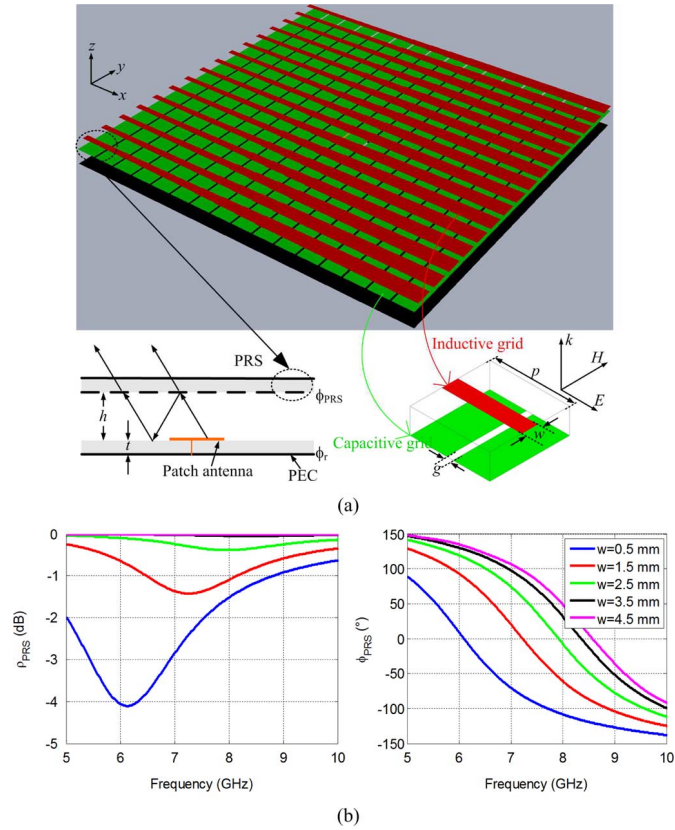 z
y
x
PRS
ϕPRS
h
t
Patch antenna
PEC
ϕr
Inductive grid
Capacitive grid
p
w
g
k
H
E
(a)
ρPRS (dB)
0
-1
-2
-3
-4
-5
5 6 7 8 9 10
Frequency (GHz)
ϕPRS (°)
150
100
50
0
-50
-100
-150
5 6 7 8 9 10
Frequency (GHz)
w=0.5 mm
w=1.5 mm
w=2.5 mm
w=3.5 mm
w=4.5 mm
(b)